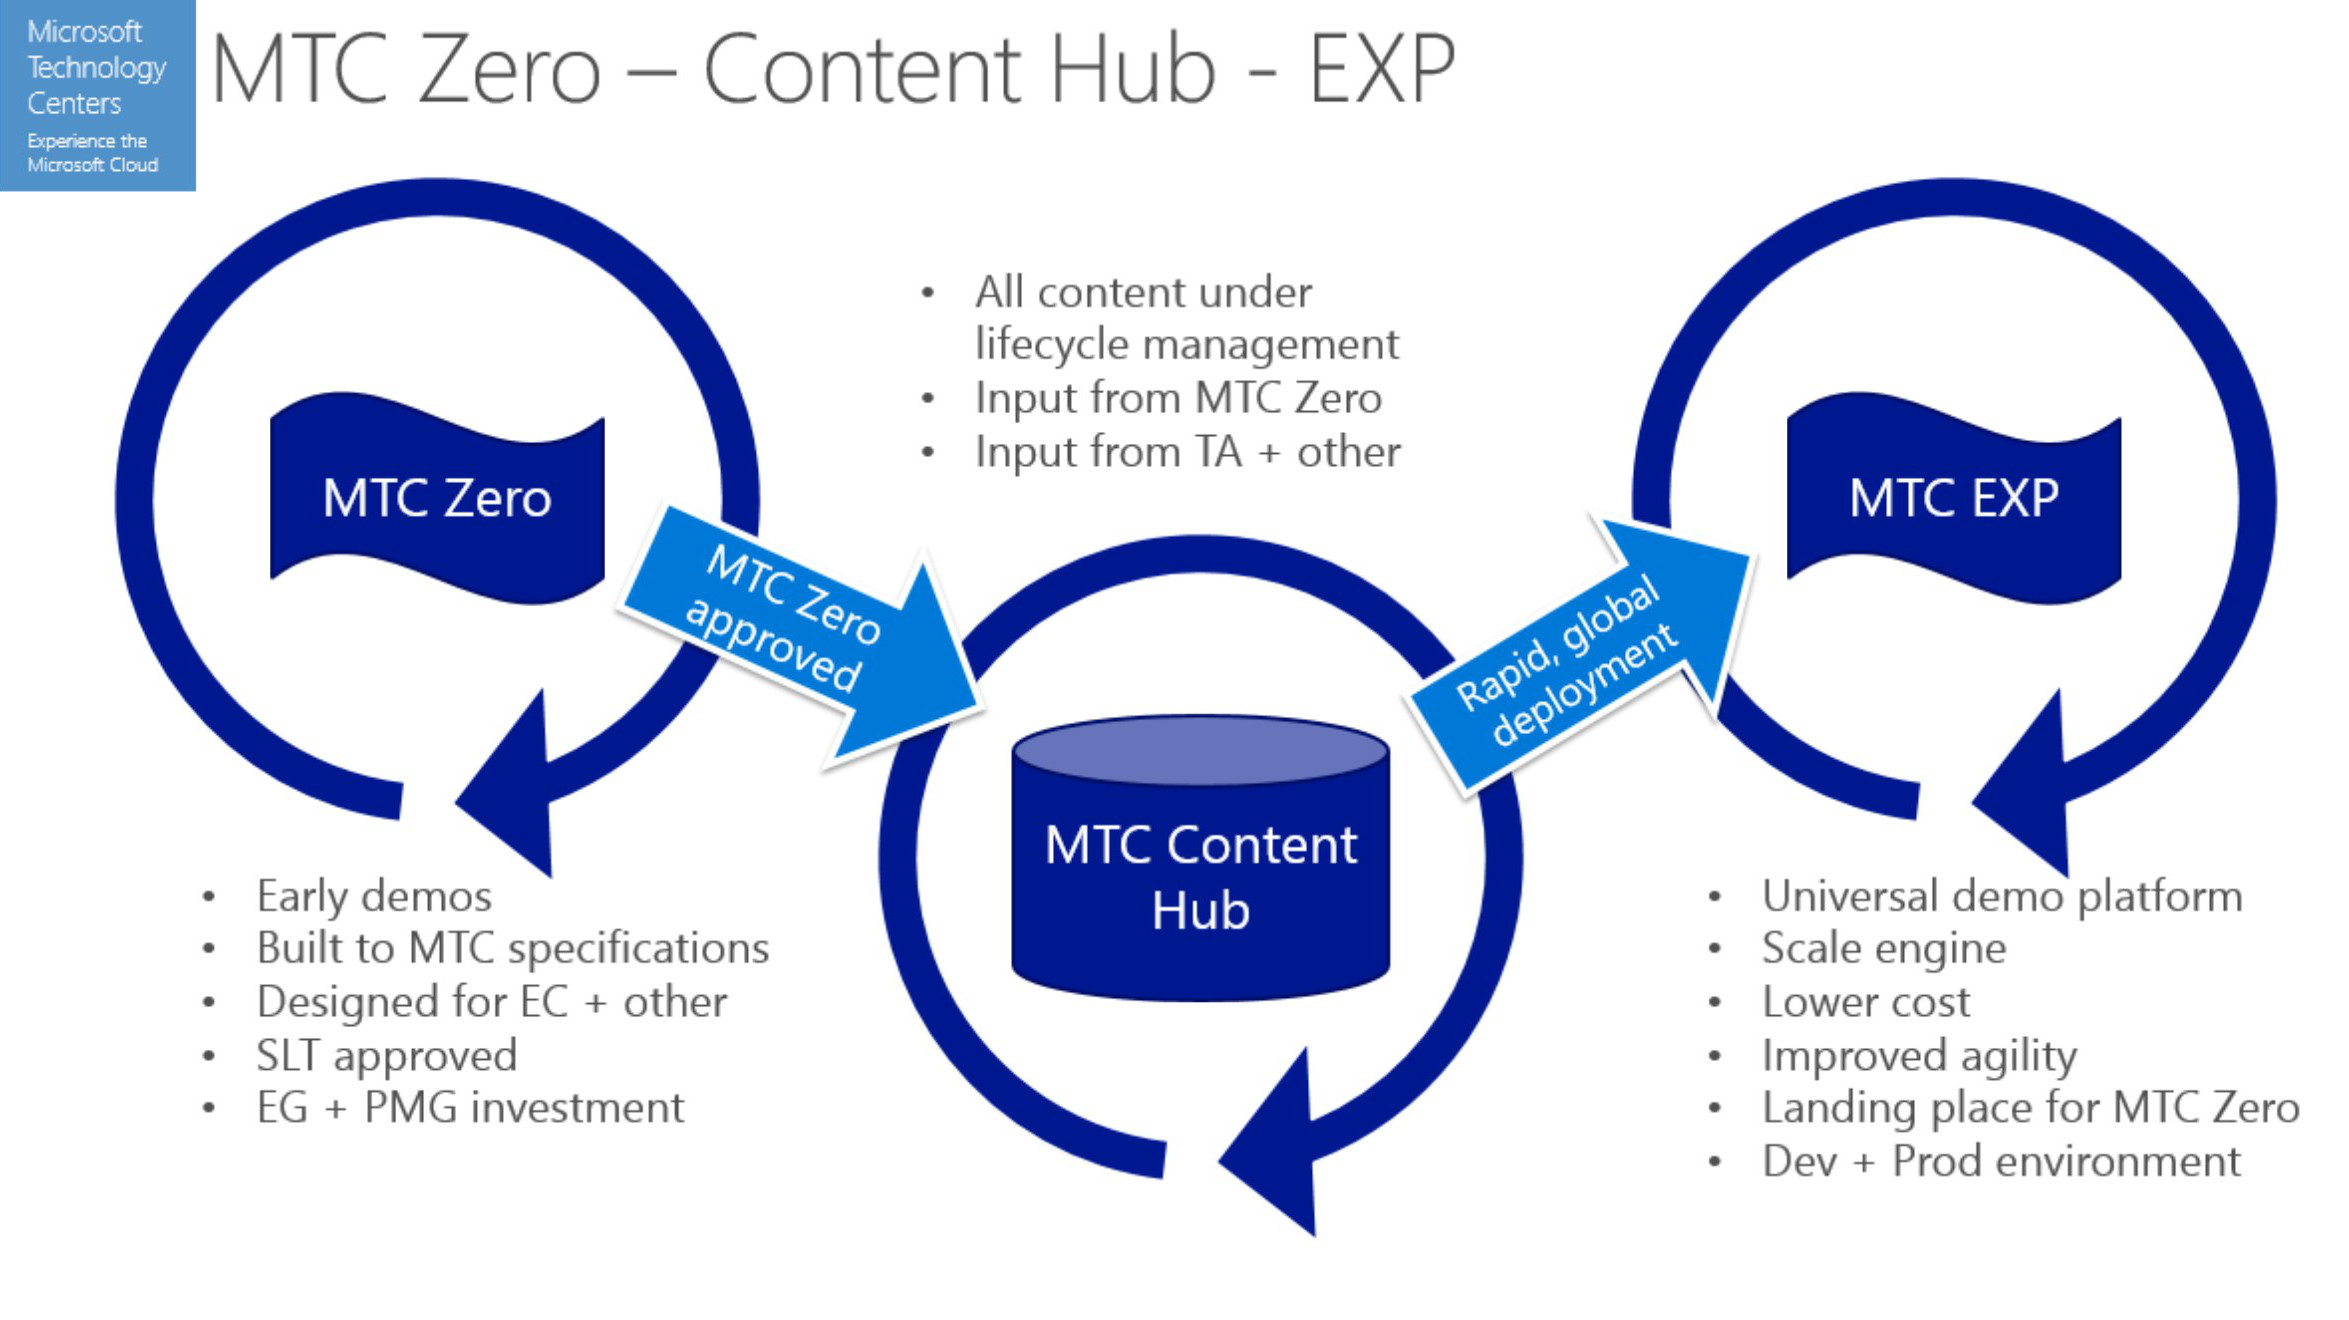 Microsoft
Technology
Centers
Experience the
Microsoft Cloud
MTC Zero – Content Hub - EXP
MTC Zero
• Early demos
• Built to MTC specifications
• Designed for EC + other
• SLT approved
• EG + PMG investment
MTC Zero
approved
• All content under
lifecycle management
• Input from MTC Zero
• Input from TA + other
MTC Content
Hub
Rapid, global
deployment
MTC EXP
• Universal demo platform
• Scale engine
• Lower cost
• Improved agility
• Landing place for MTC Zero
• Dev + Prod environment